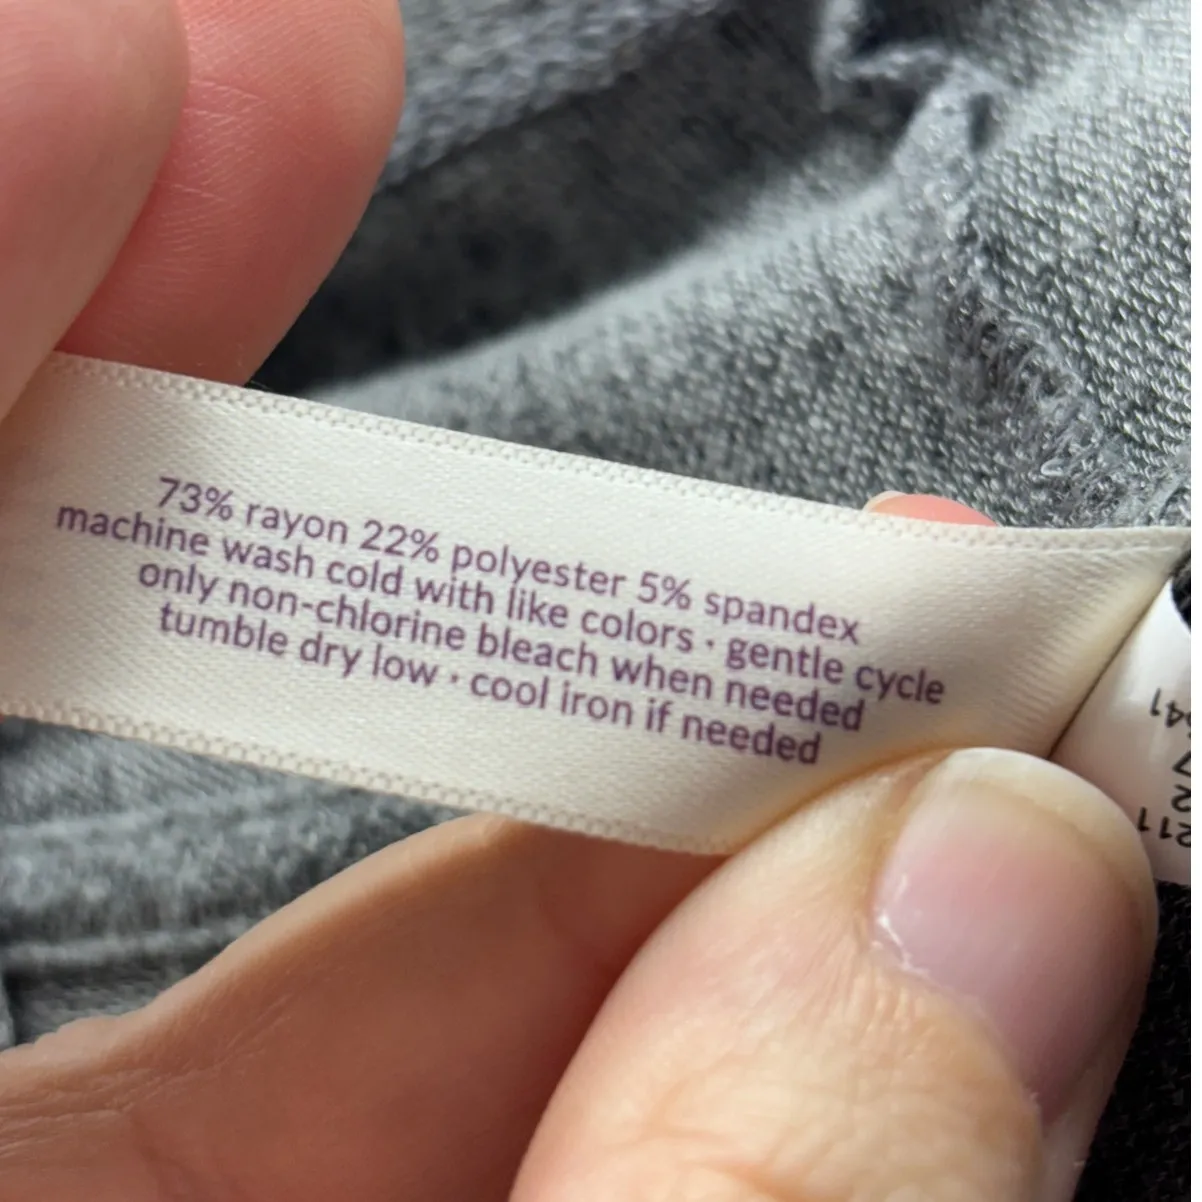 73% rayon 22% polyester 5% spandex
machine wash cold with like colors · gentle cycle
only non-chlorine bleach when needed
tumble dry low · cool iron if needed